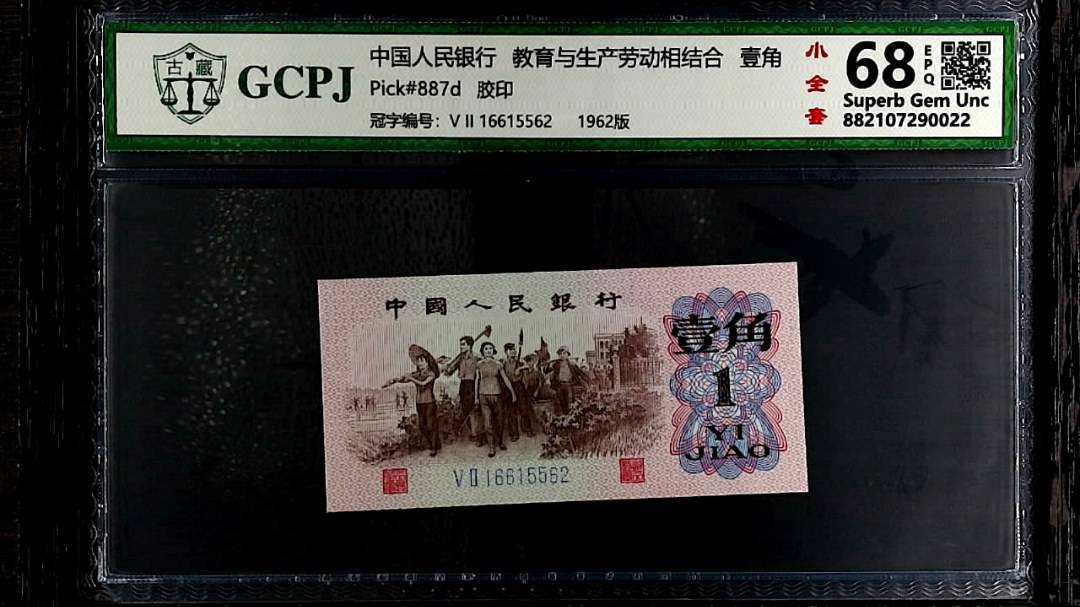 古藏
GCPJ
中国人民银行 教育与生产劳动相结合 壹角
Pick#887d 胶印
冠字编号: V II 16615562 1962版
小全套
68
EPQ
Superb Gem Unc
882107290022
中國人民銀行
壹角
1
YI
JIAO
V II 16615562